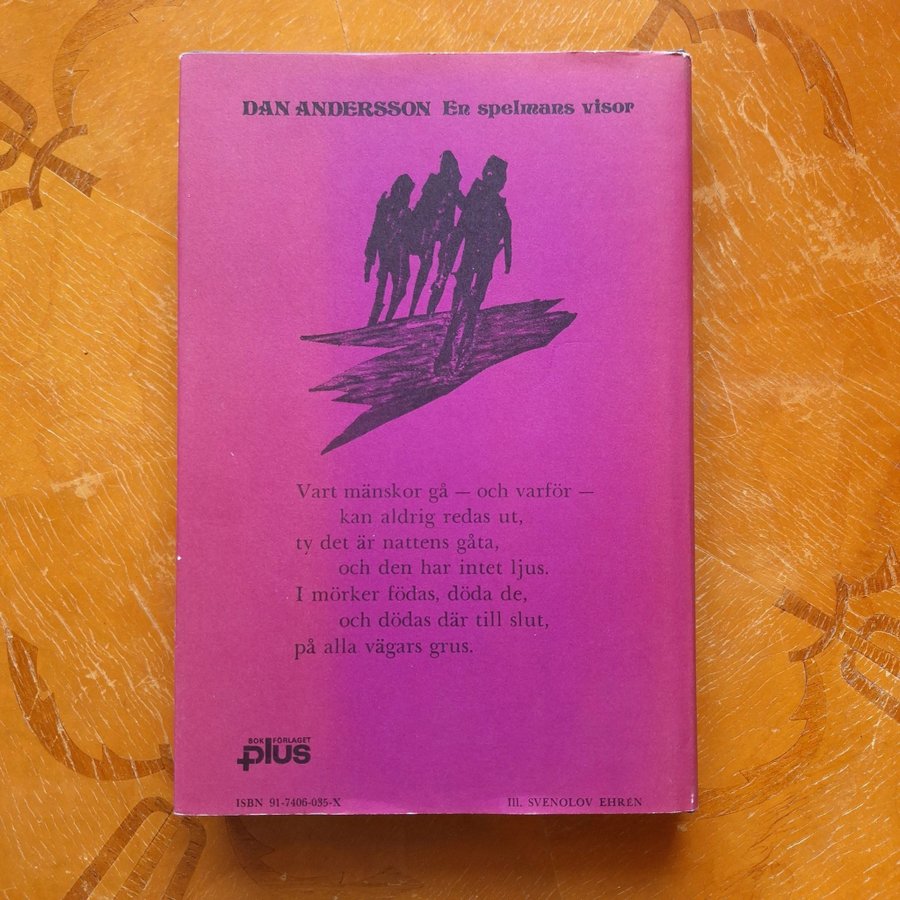 DAN ANDERSSON En spelmans visor
Vart mänskor gå – och varför –
kan aldrig redas ut,
ty det är nattens gåta,
och den har intet ljus.
I mörker födas, döda de,
och dödas där till slut,
på alla vägars grus.
BOK FÖRLAGET
plus
ISBN 91-7406-035-X
Ill. SVENOLOV EHRÉN